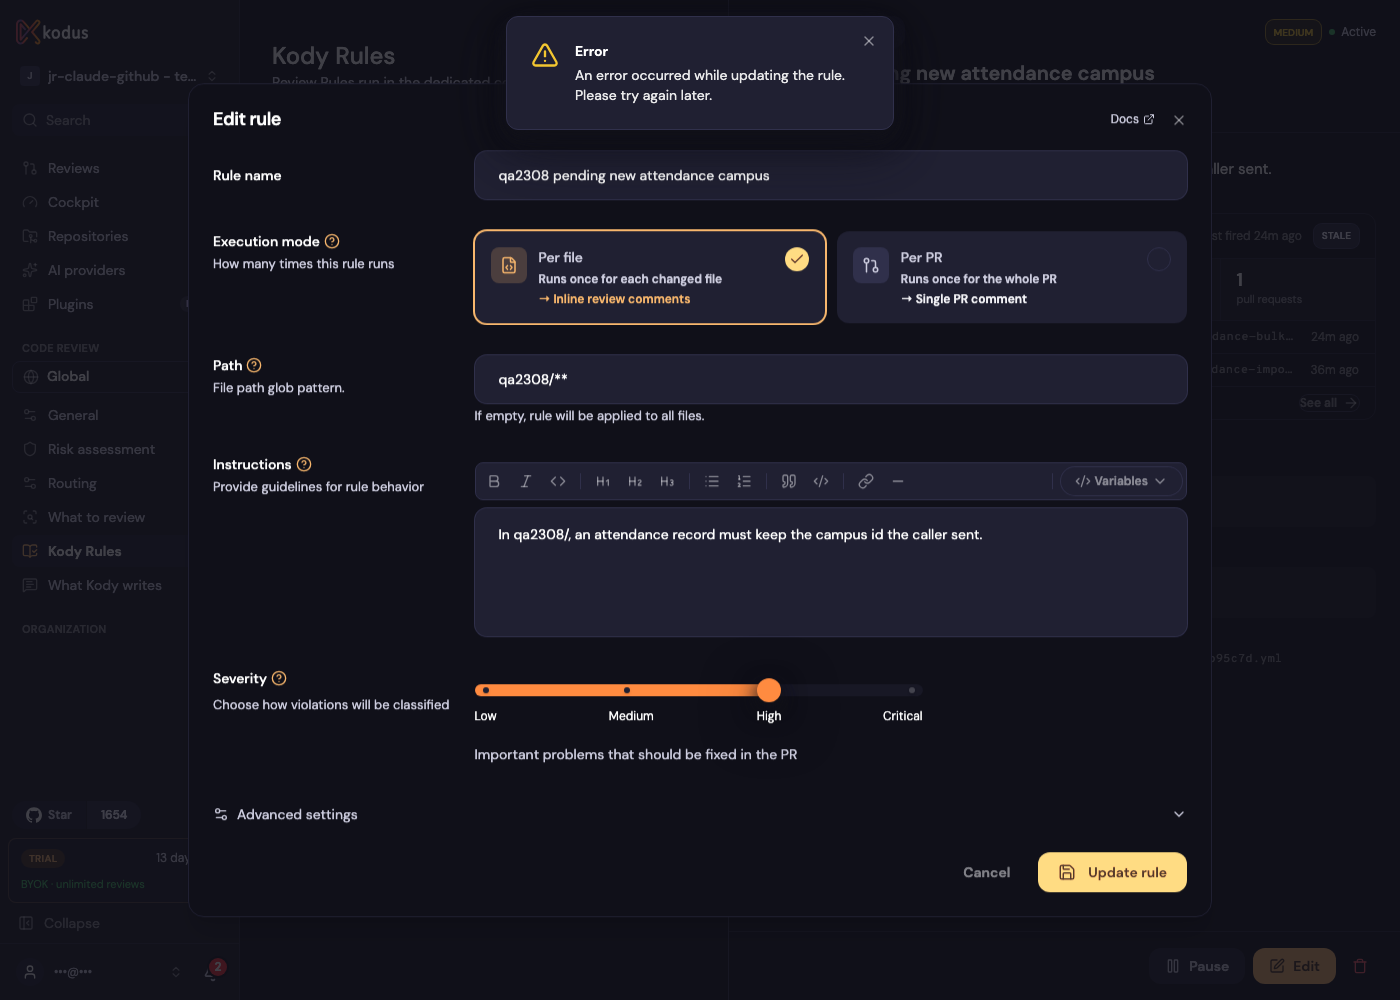 Error
An error occurred while updating the rule.
Please try again later.
kodus
J jr-claude-github - te...
Search
Reviews
Cockpit
Repositories
AI providers
Plugins
CODE REVIEW
Global
General
Risk assessment
Routing
What to review
Kody Rules
What Kody writes
ORGANIZATION
Star 1654
TRIAL 13 day
BYOK · unlimited reviews
Collapse
•••@•••
2
Kody Rules
Review Rules run in the dedicated
MEDIUM Active
new attendance campus
ller sent.
st fired 24m ago STALE
1
pull requests
dance-bulk… 24m ago
dance-impo… 36m ago
See all
95c7d.yml
Pause Edit
Edit rule
Docs
Rule name
qa2308 pending new attendance campus
Execution mode
How many times this rule runs
Per file
Runs once for each changed file
→ Inline review comments
Per PR
Runs once for the whole PR
→ Single PR comment
Path
File path glob pattern.
qa2308/**
If empty, rule will be applied to all files.
Instructions
Provide guidelines for rule behavior
B I <> H1 H2 H3 </> Variables
In qa2308/, an attendance record must keep the campus id the caller sent.
Severity
Choose how violations will be classified
Low Medium High Critical
Important problems that should be fixed in the PR
Advanced settings
Cancel Update rule